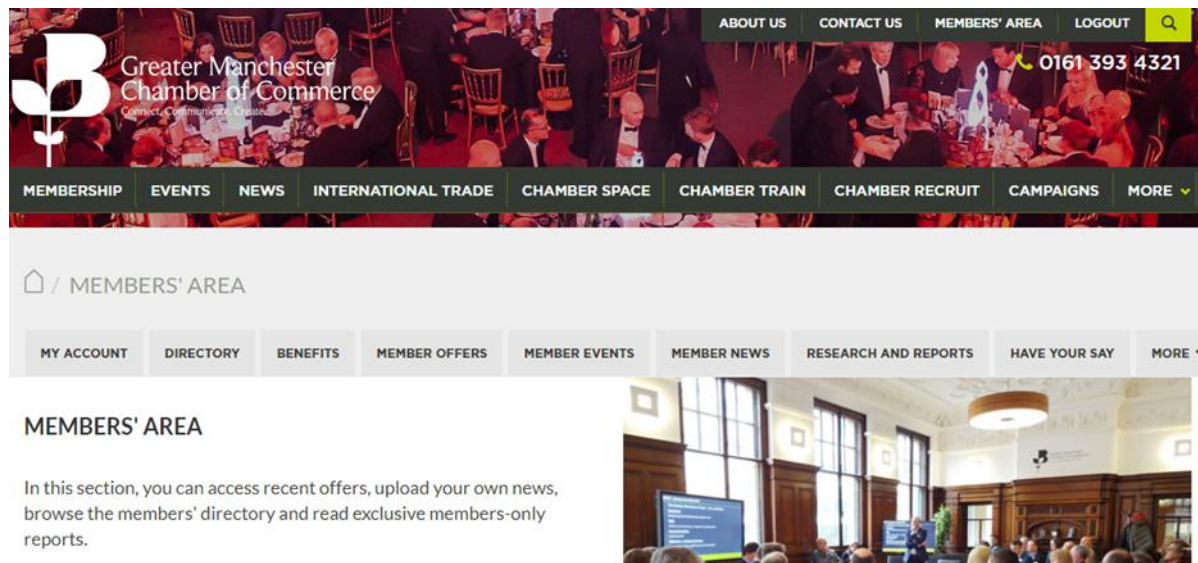 ABOUT US CONTACT US MEMBERS' AREA LOGOUT
Greater Manchester
Chamber of Commerce
Connect, Communicate, Create
0161 393 4321
MEMBERSHIP EVENTS NEWS INTERNATIONAL TRADE CHAMBER SPACE CHAMBER TRAIN CHAMBER RECRUIT CAMPAIGNS MORE
/ MEMBERS' AREA
MY ACCOUNT DIRECTORY BENEFITS MEMBER OFFERS MEMBER EVENTS MEMBER NEWS RESEARCH AND REPORTS HAVE YOUR SAY MORE
MEMBERS' AREA
In this section, you can access recent offers, upload your own news,
browse the members' directory and read exclusive members-only
reports.